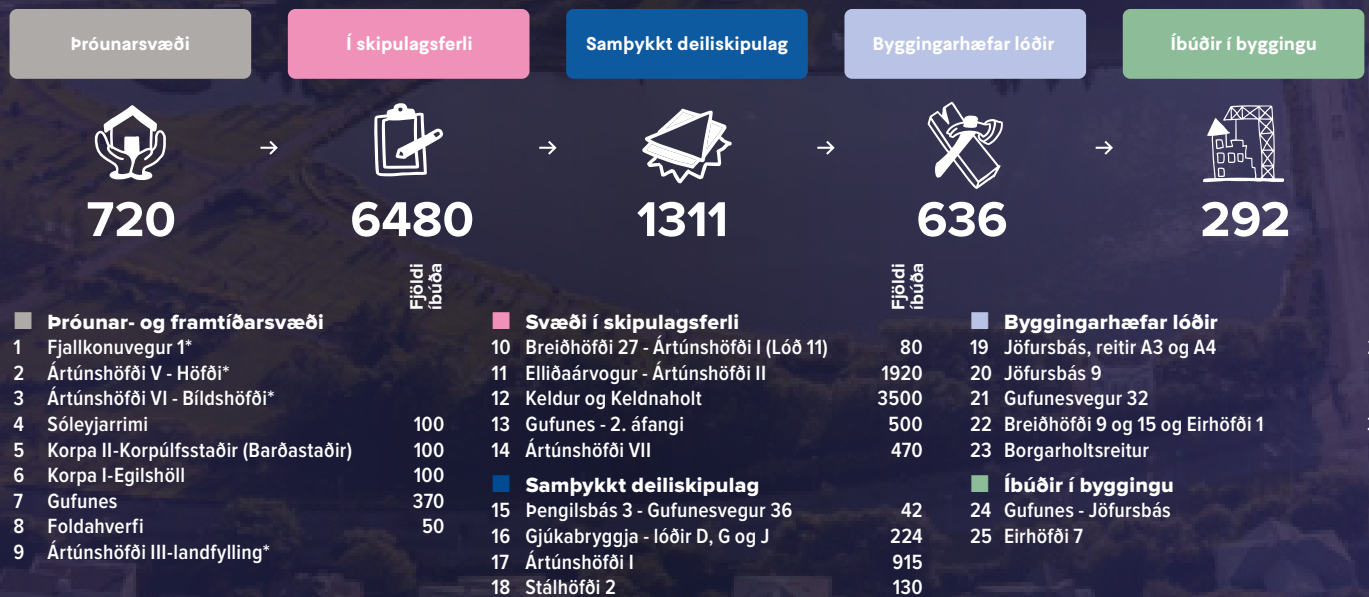 Þróunarsvæði
Í skipulagsferli
Samþykkt deiliskipulag
Byggingarhæfar lóðir
Íbúðir í byggingu
720 → 6480 → 1311 → 636 → 292
Fjöldi
íbúða
Þróunar- og framtíðarsvæði
1 Fjallkonuvegur 1*
2 Ártúnshöfði V - Höfði*
3 Ártúnshöfði VI - Bíldshöfði*
4 Sóleyjarrimi 100
5 Korpa II-Korpúlfsstaðir (Barðastaðir) 100
6 Korpa I-Egilshöll 100
7 Gufunes 370
8 Foldahverfi 50
9 Ártúnshöfði III-landfylling*
Fjöldi
íbúða
Svæði í skipulagsferli
10 Breiðhöfði 27 - Ártúnshöfði I (Lóð 11) 80
11 Elliðaárvogur - Ártúnshöfði II 1920
12 Keldur og Keldnaholt 3500
13 Gufunes - 2. áfangi 500
14 Ártúnshöfði VII 470
Samþykkt deiliskipulag
15 Þengilsbás 3 - Gufunesvegur 36 42
16 Gjúkabryggja - lóðir D, G og J 224
17 Ártúnshöfði I 915
18 Stálhöfði 2 130
Byggingarhæfar lóðir
19 Jöfursbás, reitir A3 og A4
20 Jöfursbás 9
21 Gufunesvegur 32
22 Breiðhöfði 9 og 15 og Eirhöfði 1
23 Borgarholtsreitur
Íbúðir í byggingu
24 Gufunes - Jöfursbás
25 Eirhöfði 7